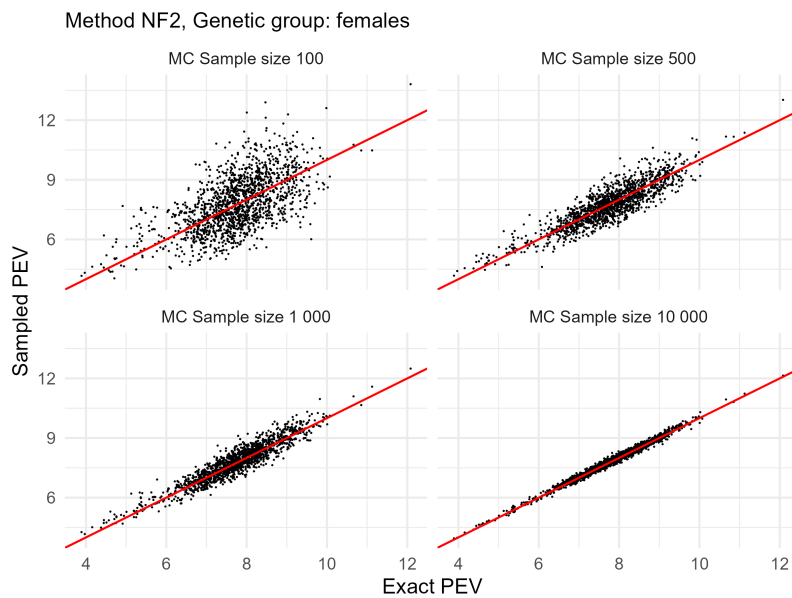 Method NF2, Genetic group: females
MC Sample size 100
MC Sample size 500
12
9
6
Sampled PEV
MC Sample size 1 000
MC Sample size 10 000
12
9
6
4 6 8 10 12
4 6 8 10 12
Exact PEV